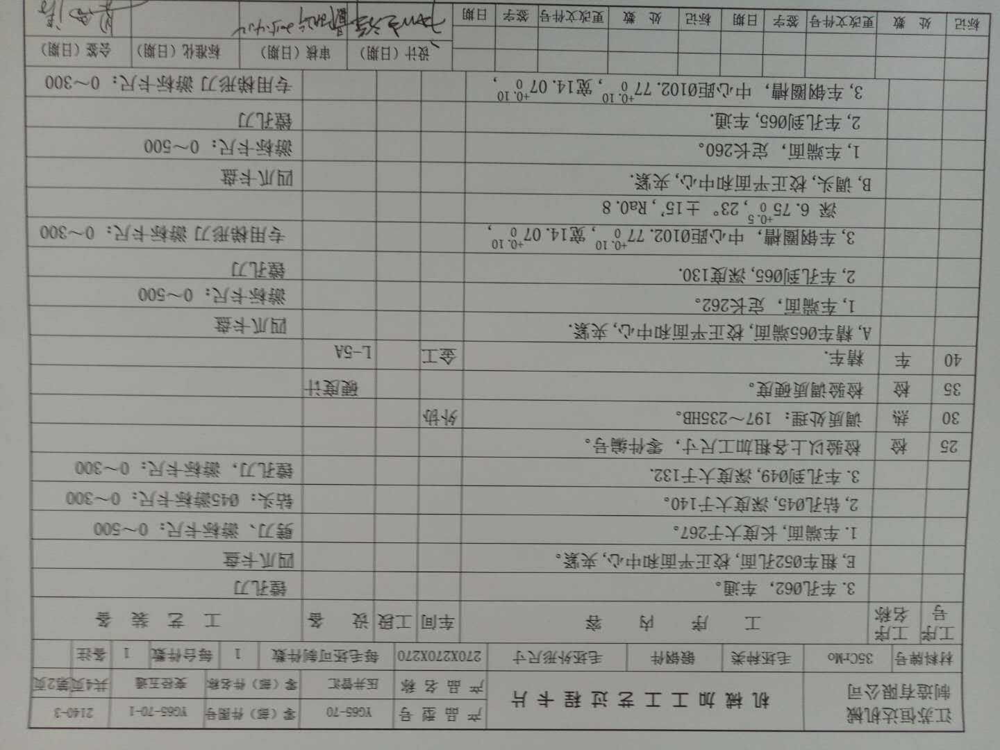 江苏恒达机械
制造有限公司
机械加工工艺过程卡片
产品型号 YG65-70 零（部）件图号 YG65-70-1 2140-3
产品名称 压井管汇 零（部）件名称 变径五通 共4页 第2页
材料牌号 35CrMo 毛坯种类 锻钢件 毛坯外形尺寸 270X270X270 每毛坯可制件数 1 每台件数 1 备注
工序号 工序名称 工序内容 车间 工段 设备 工艺装备
3. 车孔Ø62, 车通。 镗孔刀
E, 粗车Ø52孔面, 校正平面和中心, 夹紧。 四爪卡盘
1. 车端面, 长度大于267。 劈刀、游标卡尺: 0～500
2, 钻孔Ø45, 深度大于140。 钻头: Ø45游标卡尺: 0～300
3. 车孔到Ø49, 深度大于132. 镗孔刀. 游标卡尺: 0～300
25 检 检验以上各粗加工尺寸, 零件编号。
30 热 调质处理: 197～235HB。 外协
35 检 检验调质硬度。 硬度计
40 车 精车. 金工 L-5A
A, 精车Ø65端面, 校正平面和中心, 夹紧. 四爪卡盘
1, 车端面, 定长262。 游标卡尺: 0～500
2, 车孔到Ø65, 深度130. 镗孔刀
3, 车钢圈槽, 中心距Ø102.77 +0.10 0, 宽14.07 +0.10 0, 专用梯形刀 游标卡尺: 0～300
深 6.75 +0.5 0, 23° ±15', Ra0.8
B, 调头, 校正平面和中心, 夹紧. 四爪卡盘
1, 车端面, 定长260。 游标卡尺: 0～500
2, 车孔到Ø65, 车通. 镗孔刀
3, 车钢圈槽, 中心距Ø102.77 +0.10 0, 宽14.07 +0.10 0, 专用梯形刀 游标卡尺: 0～300
设计（日期） 审核（日期） 标准化（日期） 会签（日期）
标记 处数 更改文件号 签字 日期 标记 处数 更改文件号 签字 日期